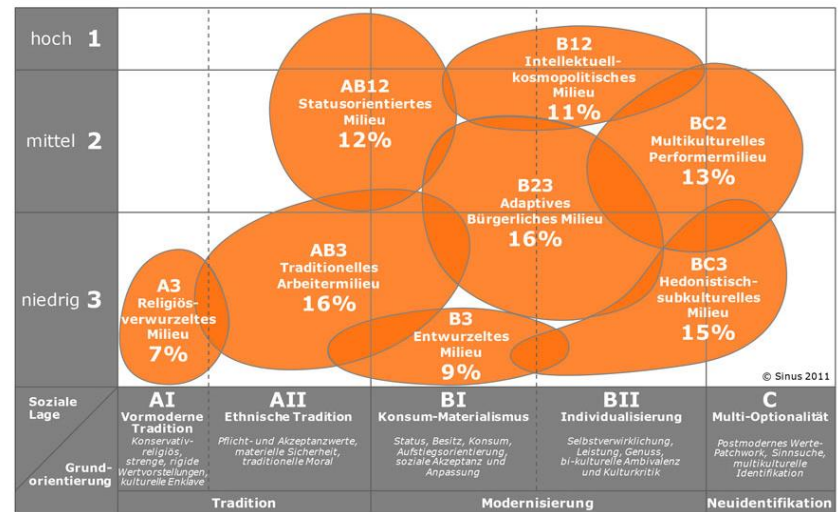 hoch 1
mittel 2
niedrig 3
B12
Intellektuell-
kosmopolitisches
Milieu
11%
AB12
Statusorientiertes
Milieu
12%
BC2
Multikulturelles
Performermilieu
13%
B23
Adaptives
Bürgerliches Milieu
16%
AB3
Traditionelles
Arbeitermilieu
16%
BC3
Hedonistisch-
subkulturelles
Milieu
15%
A3
Religiös-
verwurzeltes
Milieu
7%
B3
Entwurzeltes
Milieu
9%
© Sinus 2011
Soziale
Lage
Grund-
orientierung
AI
Vormoderne
Tradition
Konservativ-
religiös,
strenge, rigide
Wertvorstellungen,
kulturelle Enklave
AII
Ethnische Tradition
Pflicht- und Akzeptanzwerte,
materielle Sicherheit,
traditionelle Moral
BI
Konsum-Materialismus
Status, Besitz, Konsum,
Aufstiegsorientierung,
soziale Akzeptanz und
Anpassung
BII
Individualisierung
Selbstverwirklichung,
Leistung, Genuss,
bi-kulturelle Ambivalenz
und Kulturkritik
C
Multi-Optionalität
Postmodernes Werte-
Patchwork, Sinnsuche,
multikulturelle
Identifikation
Tradition
Modernisierung
Neuidentifikation